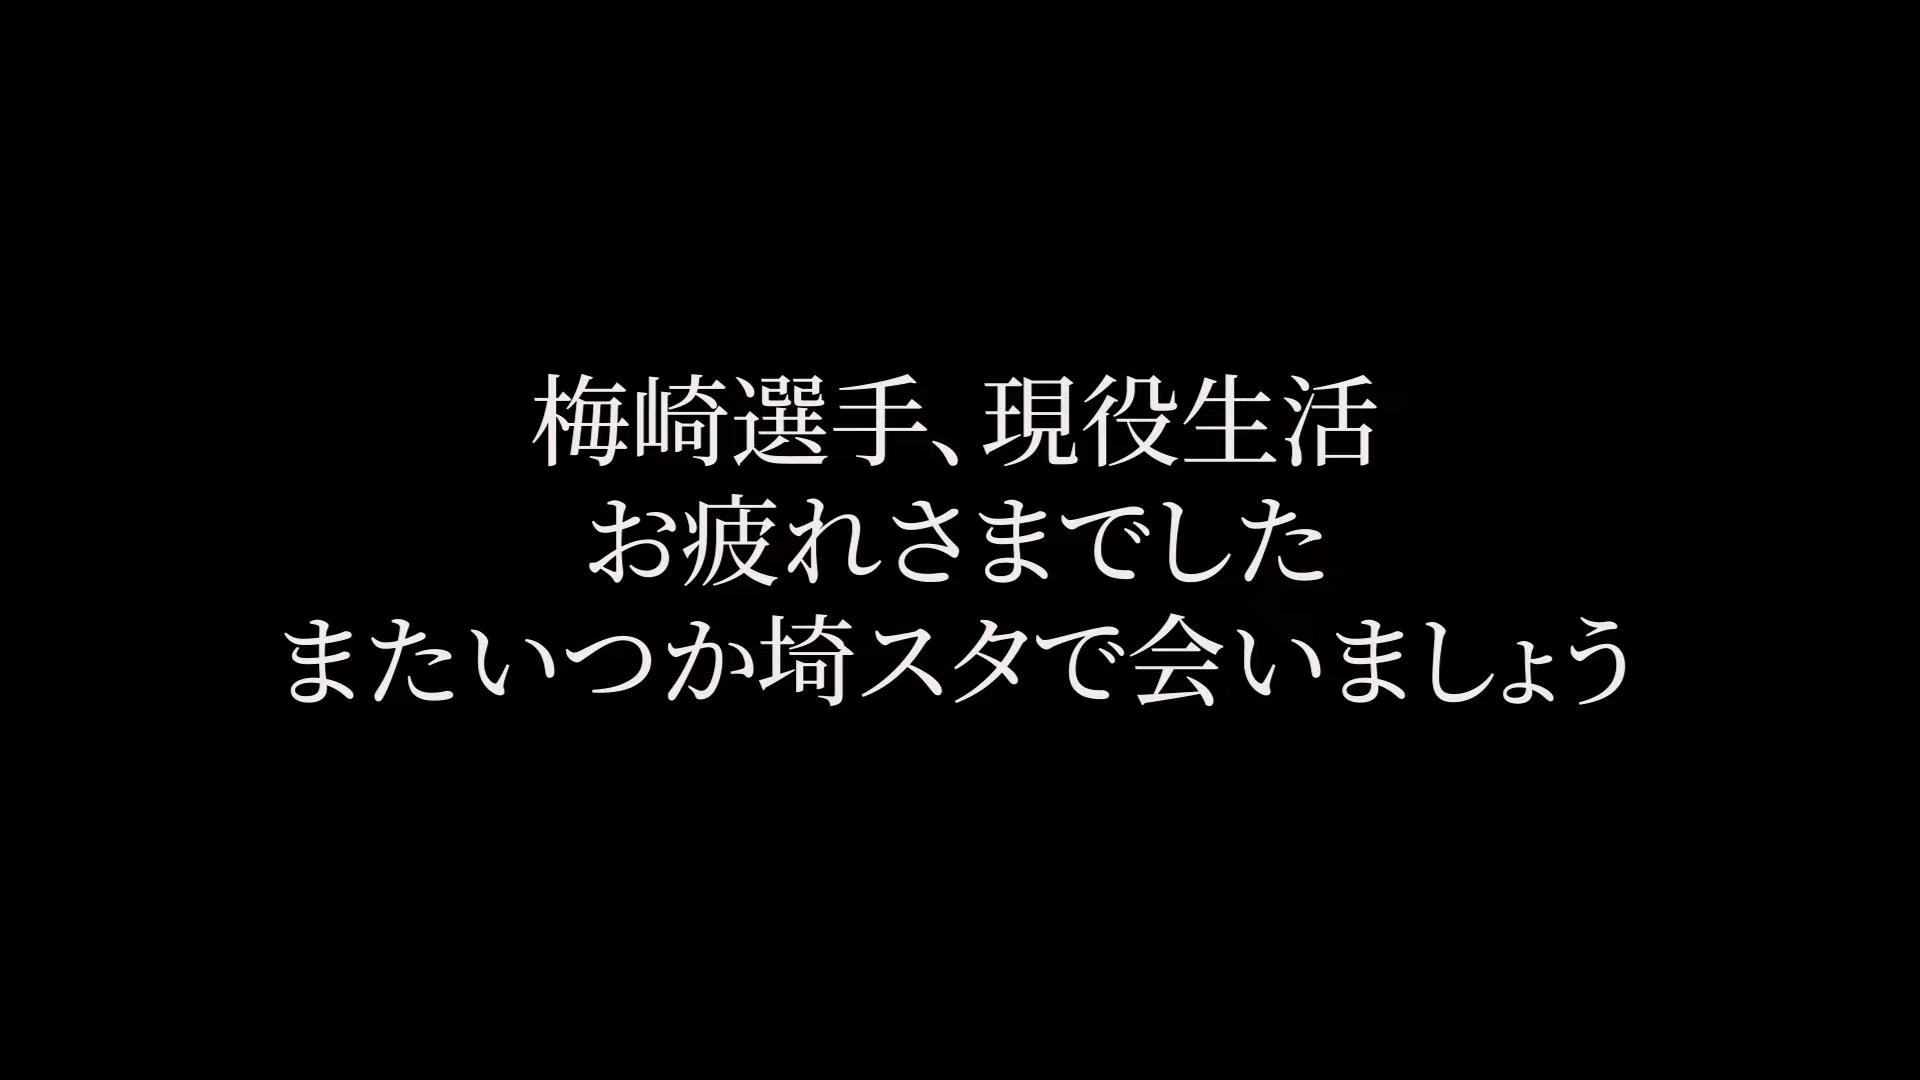 梅崎選手、現役生活
お疲れさまでした
またいつか埼スタで会いましょう